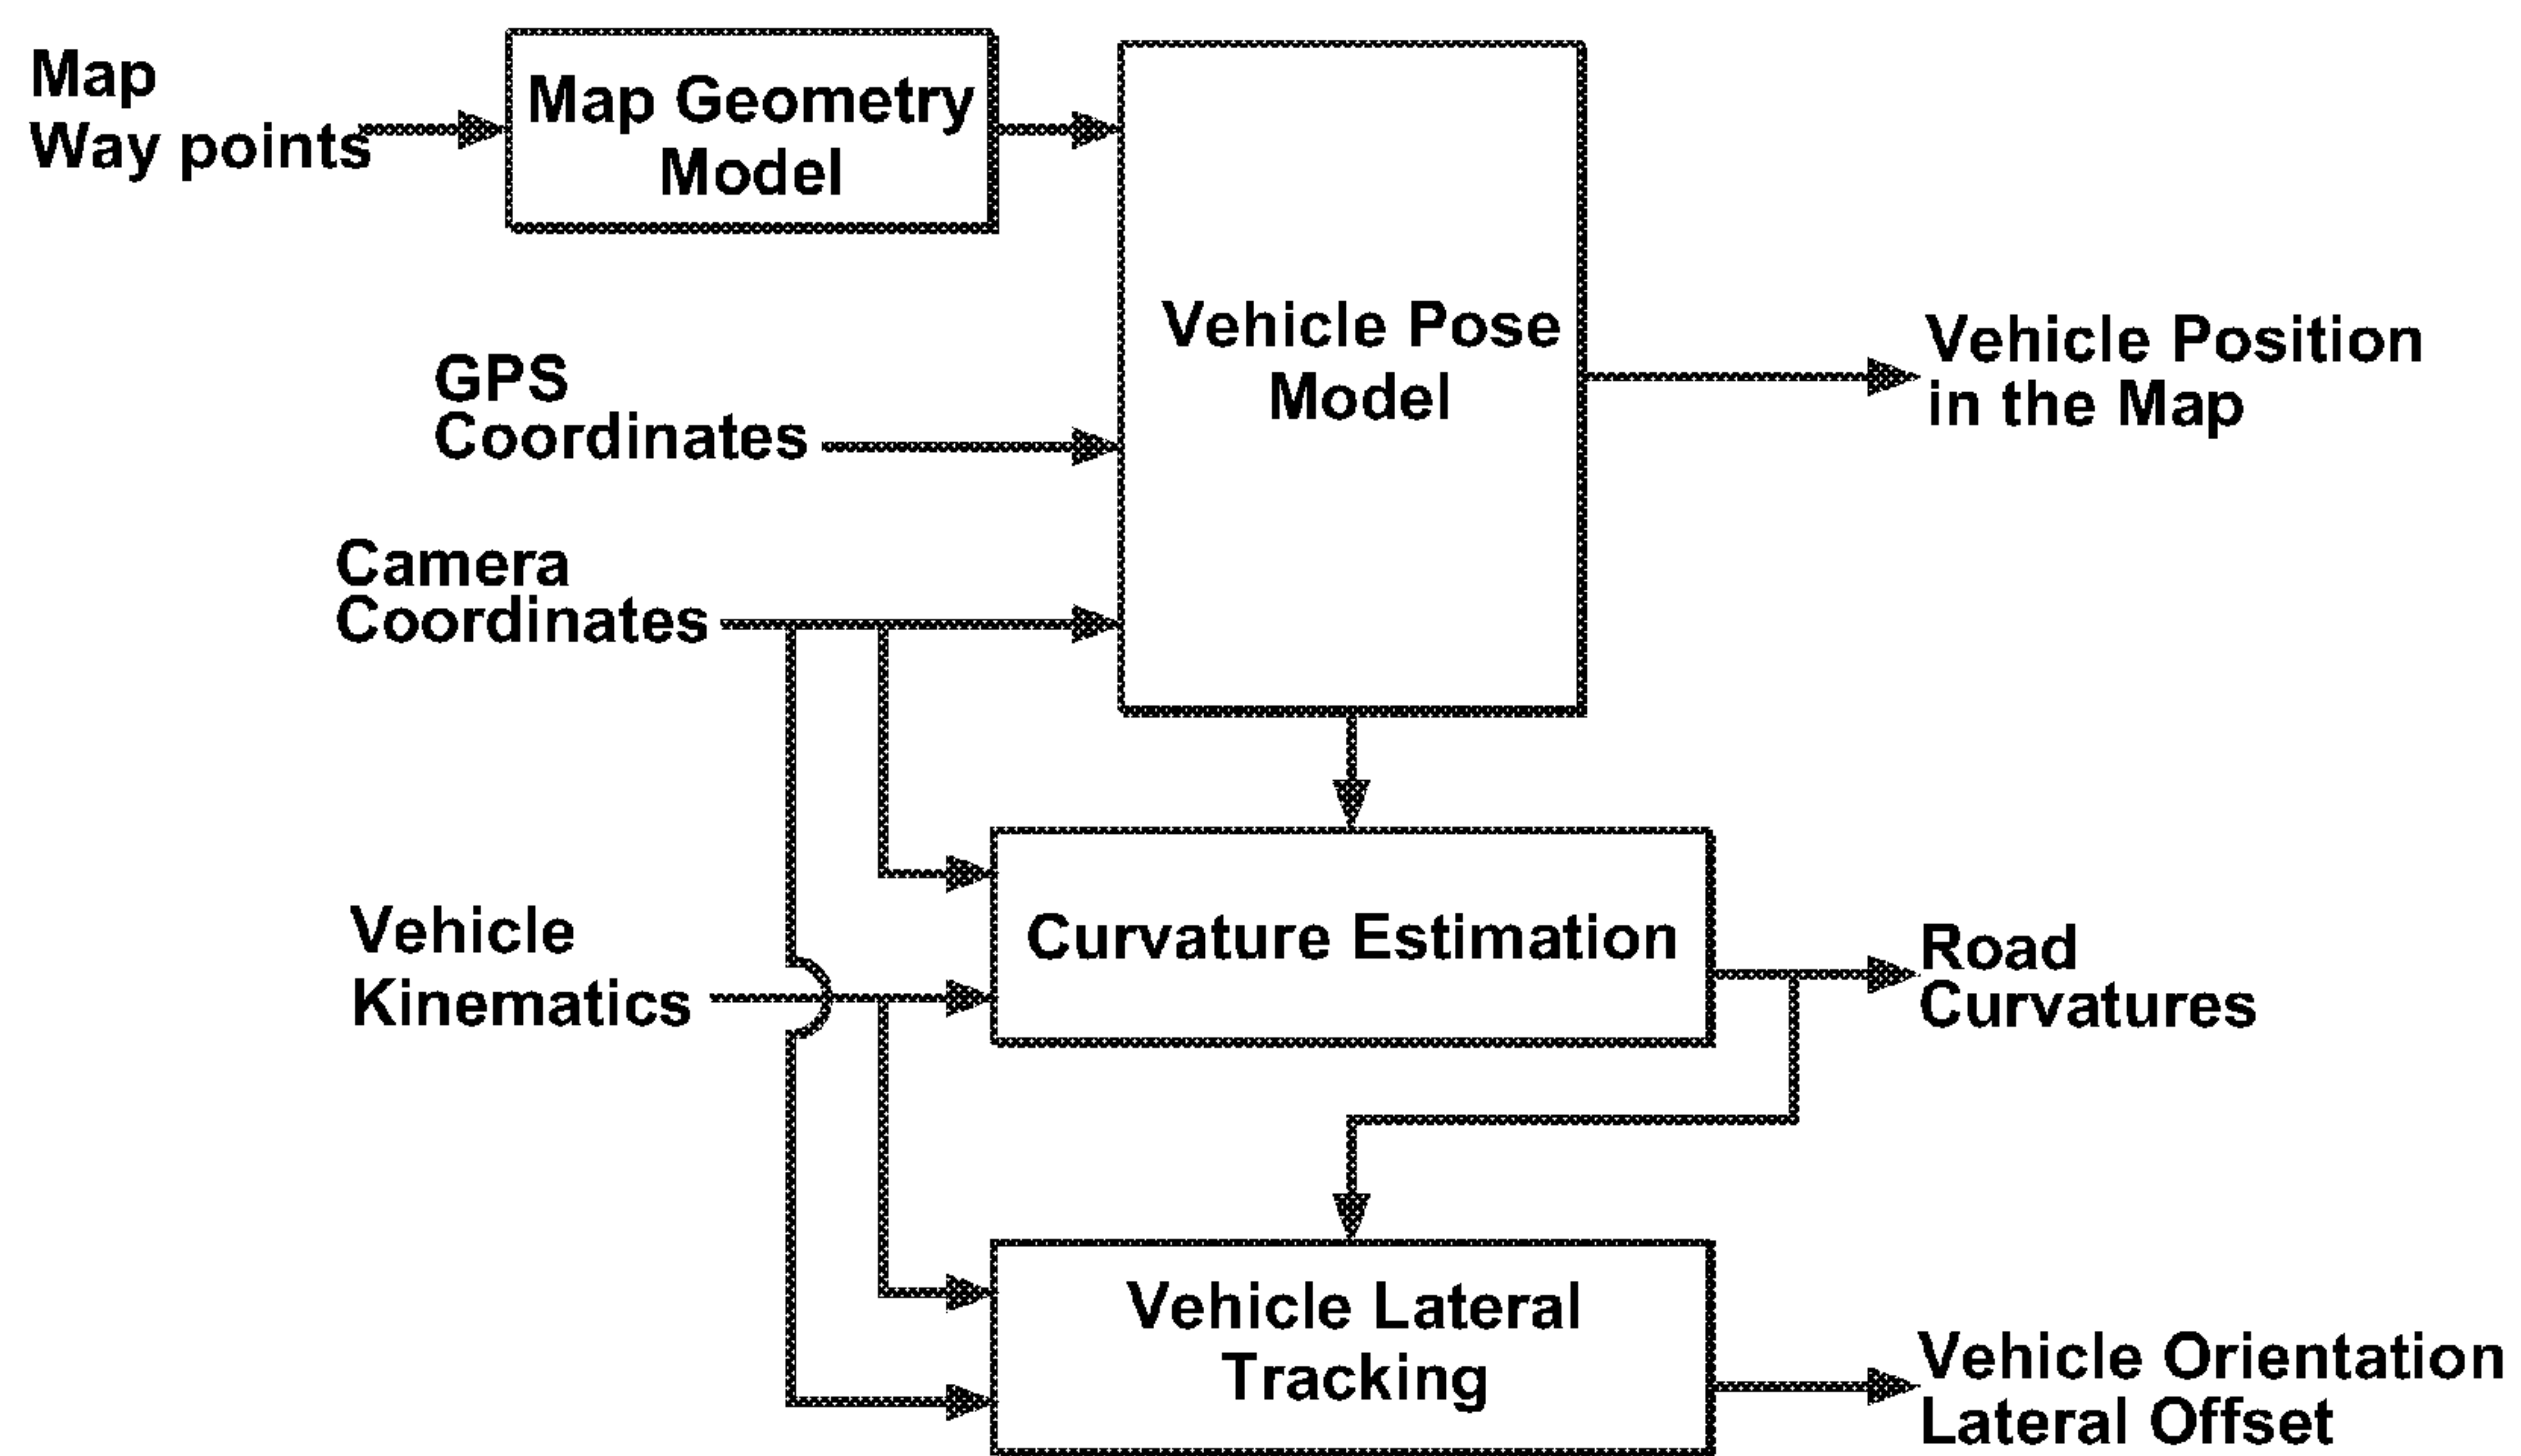 Map
Way points
Map Geometry
Model
Vehicle Pose
Model
GPS
Coordinates
Vehicle Position
in the Map
Camera
Coordinates
Vehicle
Kinematics
Curvature Estimation
Road
Curvatures
Vehicle Lateral
Tracking
Vehicle Orientation
Lateral Offset